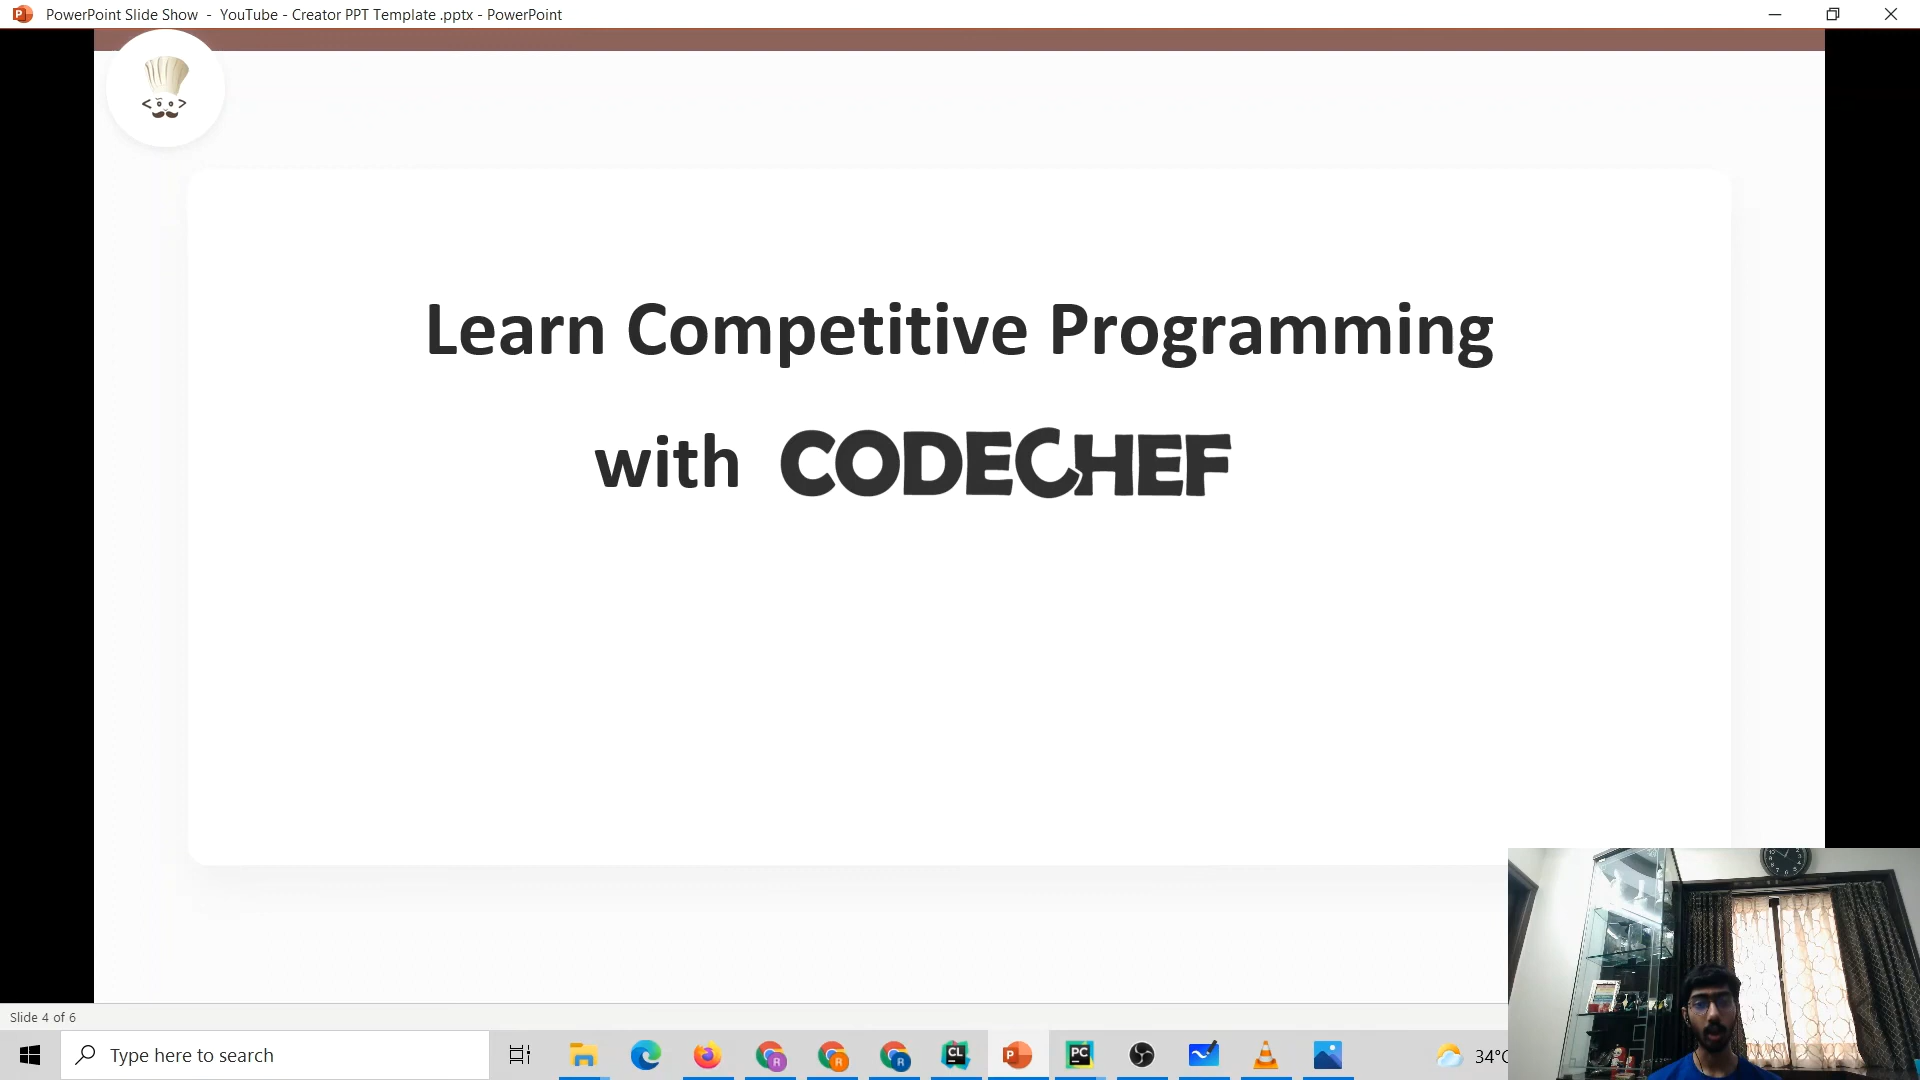 PowerPoint Slide Show - YouTube - Creator PPT Template .pptx - PowerPoint
Learn Competitive Programming
with CODECHEF
Slide 4 of 6
Type here to search
34°C